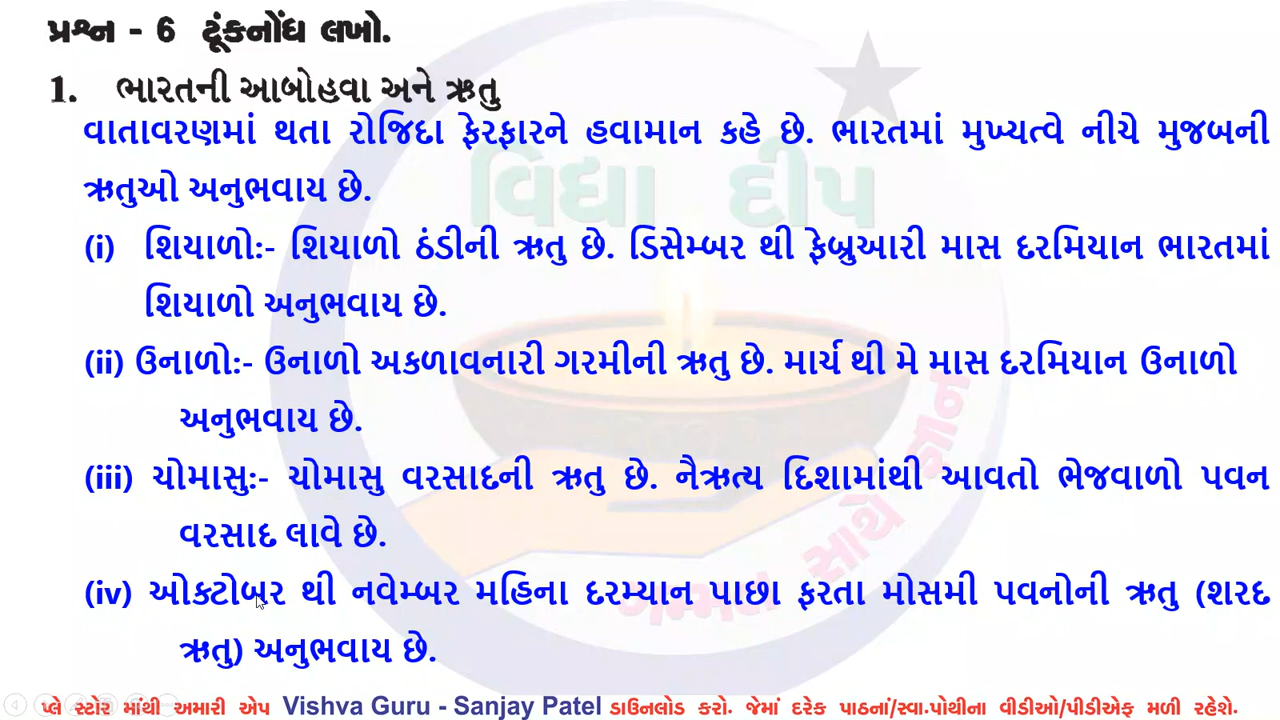 પ્રશ્ન - 6 ટૂંકનોંધ લખો.
1. ભારતની આબોહવા અને ઋતુ
વાતાવરણમાં થતા રોજિંદા ફેરફારને હવામાન કહે છે. ભારતમાં મુખ્યત્વે નીચે મુજબની
ઋતુઓ અનુભવાય છે.
(i) શિયાળોઃ- શિયાળો ઠંડીની ઋતુ છે. ડિસેમ્બર થી ફેબ્રુઆરી માસ દરમિયાન ભારતમાં
શિયાળો અનુભવાય છે.
(ii) ઉનાળોઃ- ઉનાળો અકળાવનારી ગરમીની ઋતુ છે. માર્ચ થી મે માસ દરમિયાન ઉનાળો
અનુભવાય છે.
(iii) ચોમાસુઃ- ચોમાસુ વરસાદની ઋતુ છે. નૈઋત્ય દિશામાંથી આવતો ભેજવાળો પવન
વરસાદ લાવે છે.
(iv) ઓક્ટોબર થી નવેમ્બર મહિના દરમ્યાન પાછા ફરતા મોસમી પવનોની ઋતુ (શરદ
ઋતુ) અનુભવાય છે.
વિદ્યા દીપ
ગમ્મત સાથે જ્ઞાન
પ્લે સ્ટોર માંથી અમારી એપ Vishva Guru - Sanjay Patel ડાઉનલોડ કરો. જેમાં દરેક પાઠનાં/સ્વા.પોથીના વીડીઓ/પીડીએફ મળી રહેશે.